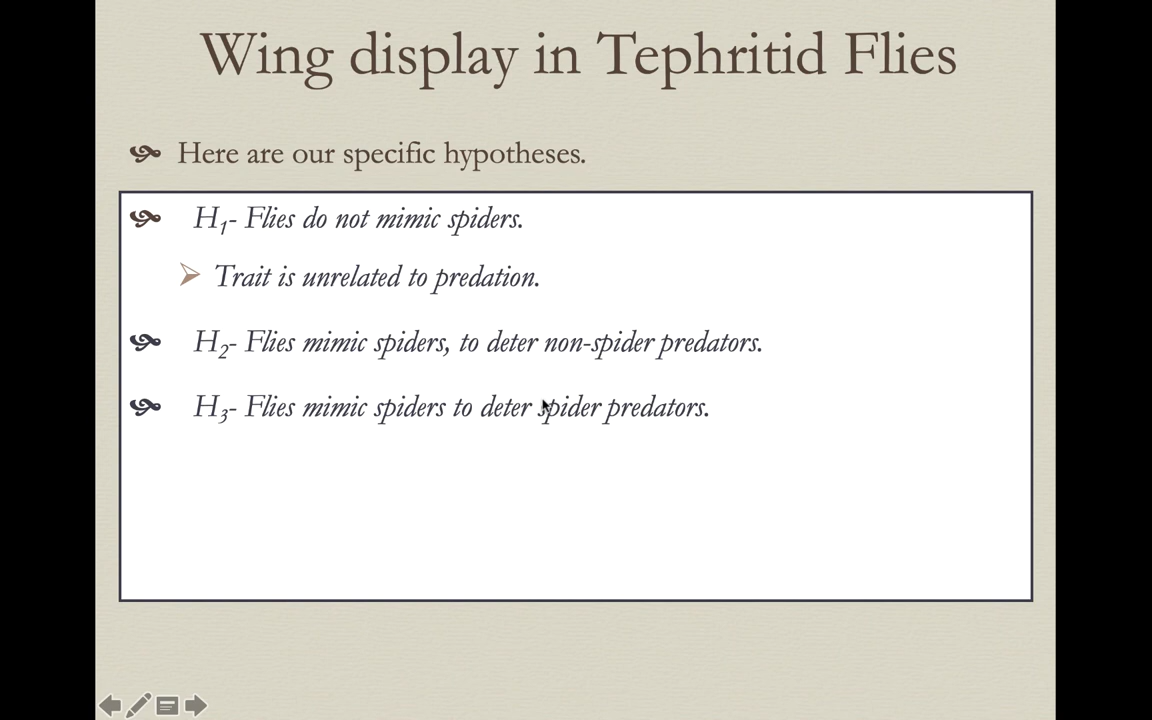 Wing display in Tephritid Flies
Here are our specific hypotheses.
H₁- Flies do not mimic spiders.
Trait is unrelated to predation.
H₂- Flies mimic spiders, to deter non-spider predators.
H₃- Flies mimic spiders to deter spider predators.